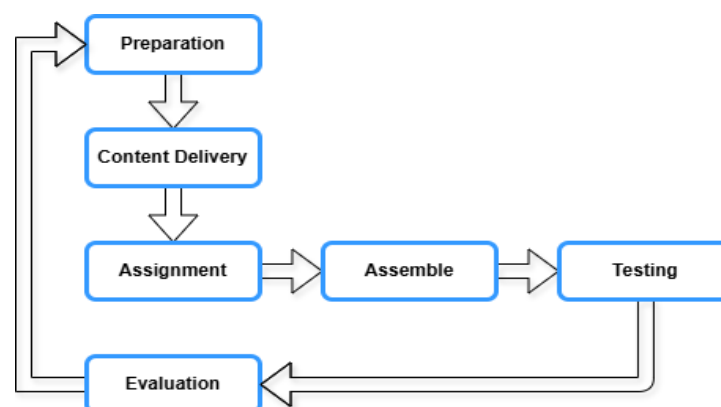 Preparation
Content Delivery
Assignment
Assemble
Testing
Evaluation